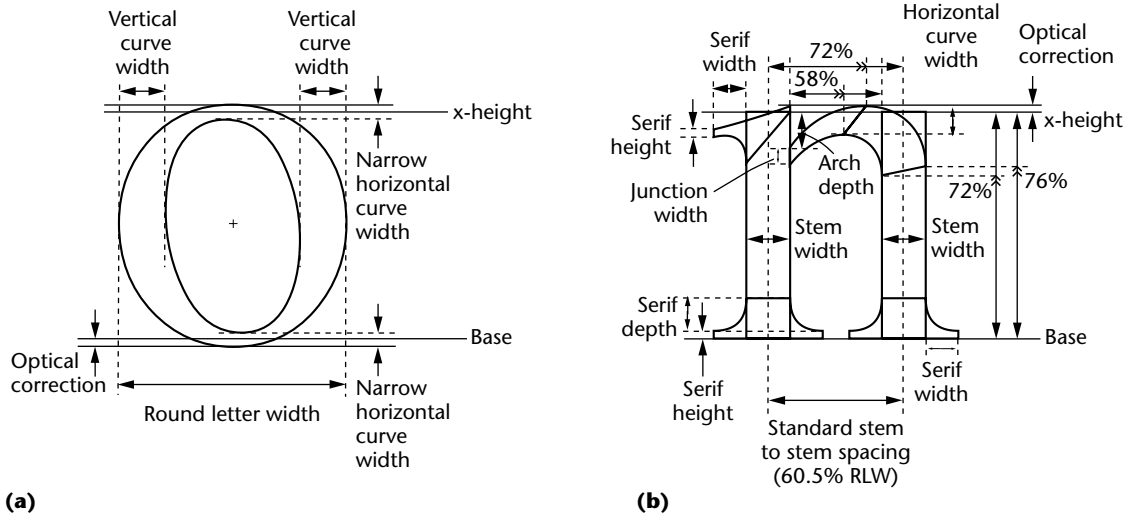 Vertical
curve
width
Vertical
curve
width
x-height
Narrow
horizontal
curve
width
+
Base
Optical
correction
Round letter width
Narrow
horizontal
curve
width
(a)
Horizontal
curve
width
Optical
correction
72%
58%
Serif
width
x-height
Serif
height
Arch
depth
Junction
width
72%
76%
Stem
width
Stem
width
Serif
depth
Base
Serif
height
Serif
width
Standard stem
to stem spacing
(60.5% RLW)
(b)